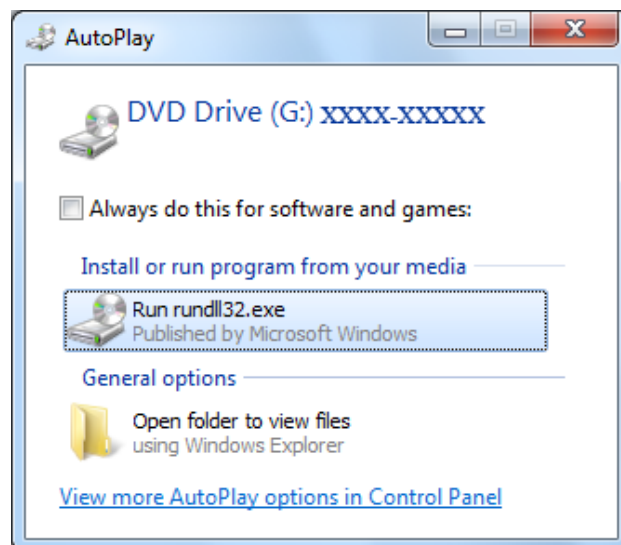 AutoPlay
DVD Drive (G:) XXXX-XXXXX
Always do this for software and games:
Install or run program from your media
Run rundll32.exe
Published by Microsoft Windows
General options
Open folder to view files
using Windows Explorer
View more AutoPlay options in Control Panel